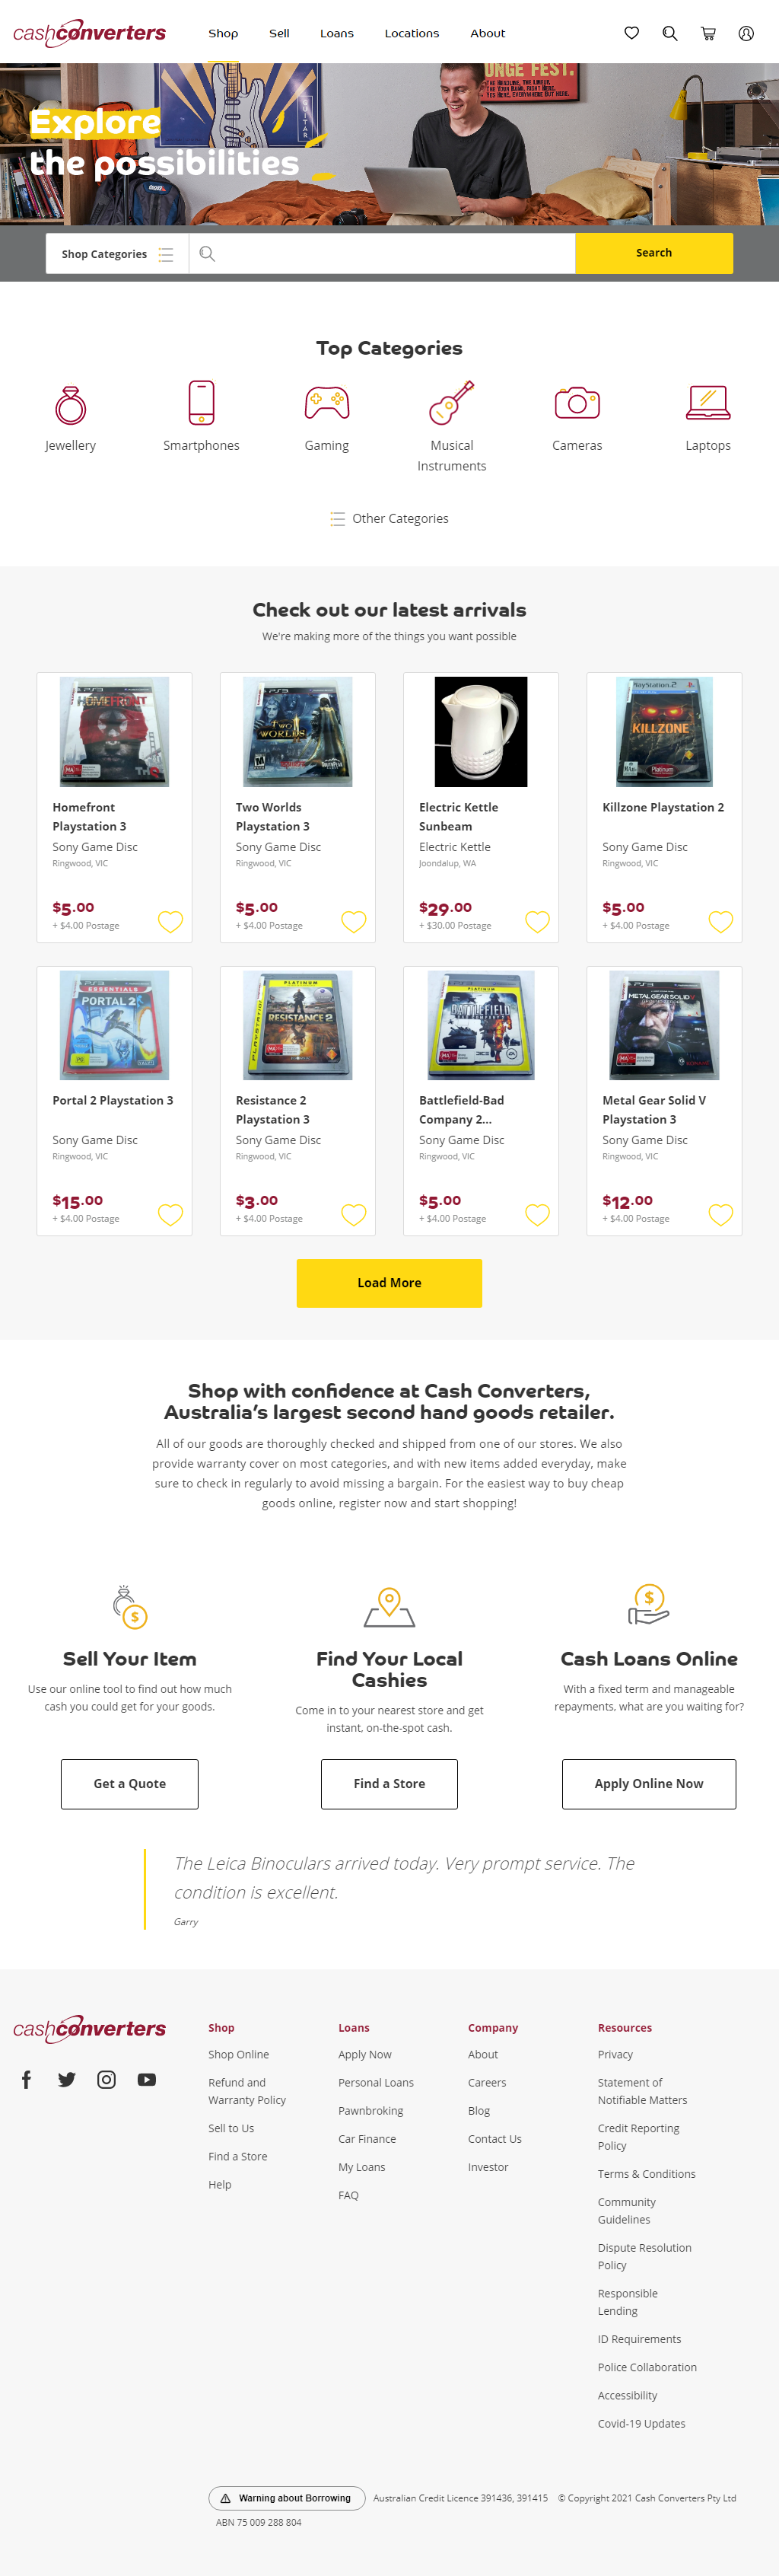 cashconverters
Shop
Sell
Loans
Locations
About
Explore
the possibilities
Shop Categories
Search
Top Categories
Jewellery
Smartphones
Gaming
Musical
Instruments
Cameras
Laptops
Other Categories
Check out our latest arrivals
We're making more of the things you want possible
Homefront
Playstation 3
Sony Game Disc
Ringwood, VIC
$5.00
+ $4.00 Postage
Two Worlds
Playstation 3
Sony Game Disc
Ringwood, VIC
$5.00
+ $4.00 Postage
Electric Kettle
Sunbeam
Electric Kettle
Joondalup, WA
$29.00
+ $30.00 Postage
Killzone Playstation 2
Sony Game Disc
Ringwood, VIC
$5.00
+ $4.00 Postage
Portal 2 Playstation 3
Sony Game Disc
Ringwood, VIC
$15.00
+ $4.00 Postage
Resistance 2
Playstation 3
Sony Game Disc
Ringwood, VIC
$3.00
+ $4.00 Postage
Battlefield-Bad
Company 2...
Sony Game Disc
Ringwood, VIC
$5.00
+ $4.00 Postage
Metal Gear Solid V
Playstation 3
Sony Game Disc
Ringwood, VIC
$12.00
+ $4.00 Postage
Load More
Shop with confidence at Cash Converters,
Australia's largest second hand goods retailer.
All of our goods are thoroughly checked and shipped from one of our stores. We also
provide warranty cover on most categories, and with new items added everyday, make
sure to check in regularly to avoid missing a bargain. For the easiest way to buy cheap
goods online, register now and start shopping!
Sell Your Item
Use our online tool to find out how much
cash you could get for your goods.
Get a Quote
Find Your Local
Cashies
Come in to your nearest store and get
instant, on-the-spot cash.
Find a Store
Cash Loans Online
With a fixed term and manageable
repayments, what are you waiting for?
Apply Online Now
The Leica Binoculars arrived today. Very prompt service. The
condition is excellent.
Garry
cashconverters
Shop
Shop Online
Refund and
Warranty Policy
Sell to Us
Find a Store
Help
Loans
Apply Now
Personal Loans
Pawnbroking
Car Finance
My Loans
FAQ
Company
About
Careers
Blog
Contact Us
Investor
Resources
Privacy
Statement of
Notifiable Matters
Credit Reporting
Policy
Terms & Conditions
Community
Guidelines
Dispute Resolution
Policy
Responsible
Lending
ID Requirements
Police Collaboration
Accessibility
Covid-19 Updates
Warning about Borrowing
Australian Credit Licence 391436, 391415
© Copyright 2021 Cash Converters Pty Ltd
ABN 75 009 288 804